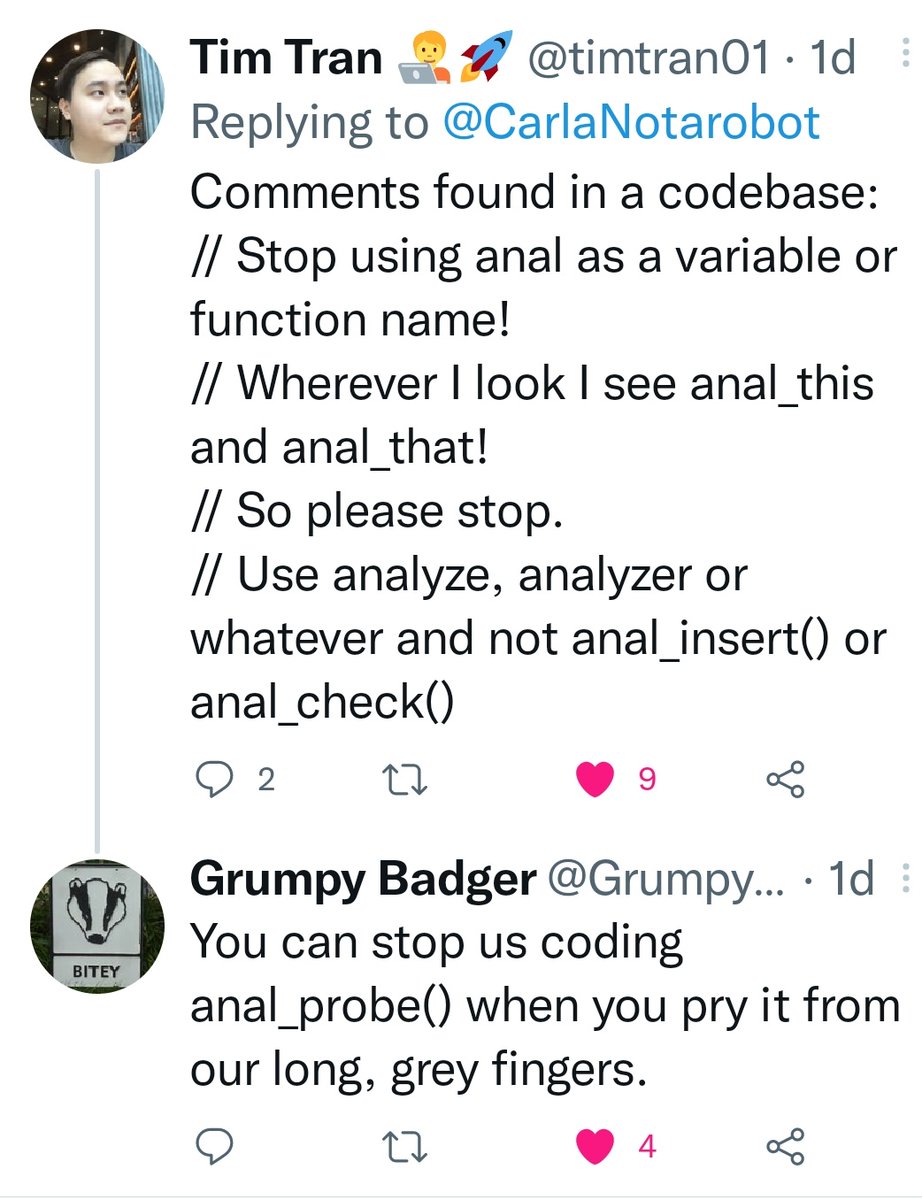 Tim Tran 🧑‍💻🚀 @timtran01 · 1d
Replying to @CarlaNotarobot
Comments found in a codebase:
// Stop using anal as a variable or
function name!
// Wherever I look I see anal_this
and anal_that!
// So please stop.
// Use analyze, analyzer or
whatever and not anal_insert() or
anal_check()
2 9
Grumpy Badger @Grumpy... · 1d
BITEY
You can stop us coding
anal_probe() when you pry it from
our long, grey fingers.
4